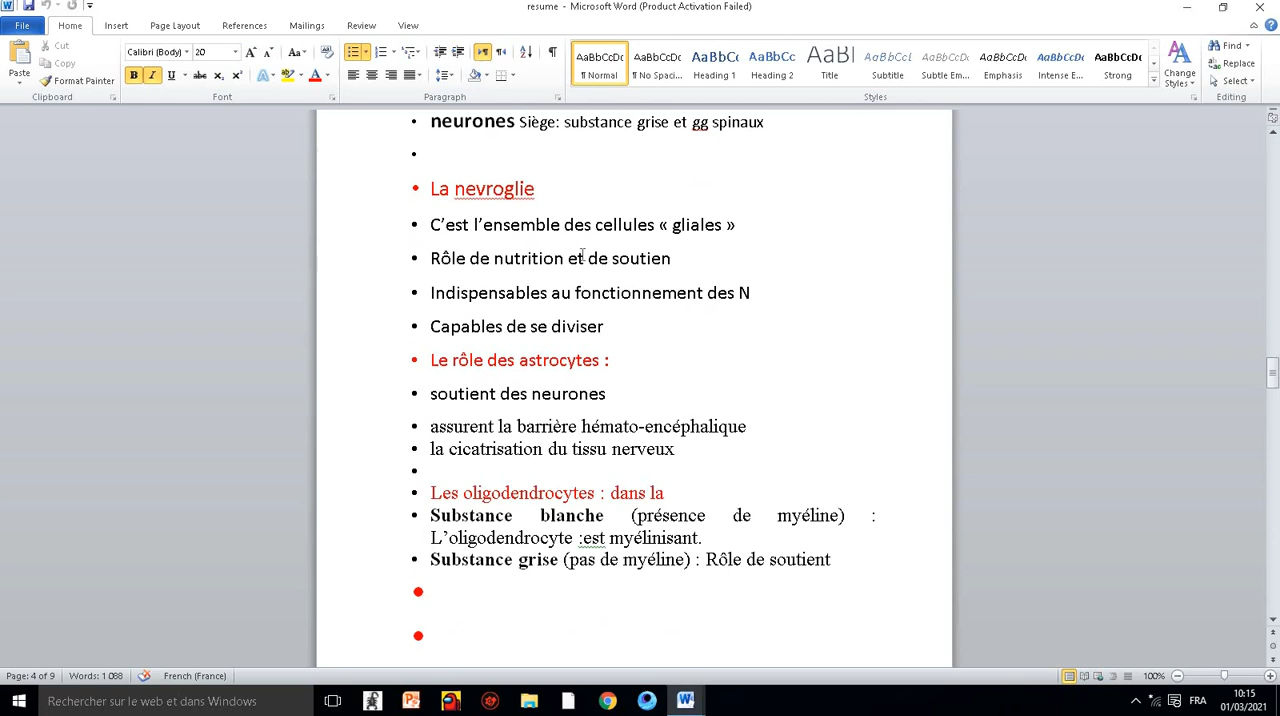 resume - Microsoft Word (Product Activation Failed)
File Home Insert Page Layout References Mailings Review View
Paste Cut Copy Format Painter
Calibri (Body) 20
AaBbCcDc AaBbCcDc AaBbC AaBbCc AaBl AaBbCcl AaBbCcDc AaBbCcDc AaBbCcDc AaBbCcDc
¶ Normal ¶ No Spaci... Heading 1 Heading 2 Title Subtitle Subtle Em... Emphasis Intense E... Strong
Change Styles
Find Replace Select
Clipboard Font Paragraph Styles Editing
• neurones Siège: substance grise et gg spinaux
•
• La nevroglie
• C’est l’ensemble des cellules « gliales »
• Rôle de nutrition et de soutien
• Indispensables au fonctionnement des N
• Capables de se diviser
• Le rôle des astrocytes :
• soutient des neurones
• assurent la barrière hémato-encéphalique
• la cicatrisation du tissu nerveux
•
• Les oligodendrocytes : dans la
• Substance blanche (présence de myéline) :
L’oligodendrocyte :est myélinisant.
• Substance grise (pas de myéline) : Rôle de soutient
•
•
Page: 4 of 9 Words: 1 088 French (France) 100%
Rechercher sur le web et dans Windows
FRA 10:15
01/03/2021